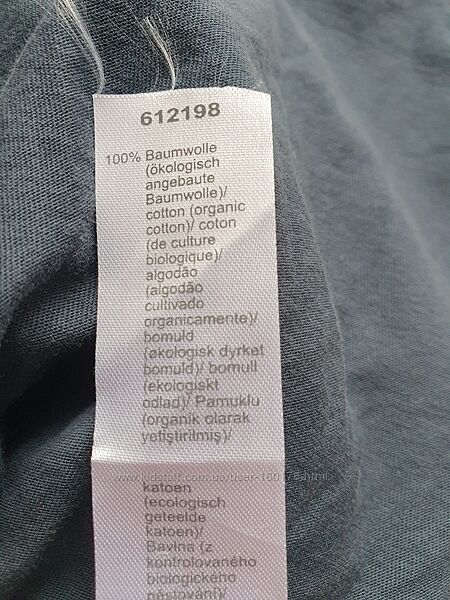 612198
100% Baumwolle
(ökologisch
angebaute
Baumwolle)/
cotton (organic
cotton)/ coton
(de culture
biologique)/
algodão
(algodão
cultivado
organicamente)/
bomuld
(økologisk dyrket
bomuld)/ bomull
(ekologiskt
odlad)/ Pamuklu
(organik olarak
yetiştirilmiş)/
katoen
(ecologisch
geteelde
katoen)/
Bavlna (z
kontrolovaného
biologického
pěstování)/